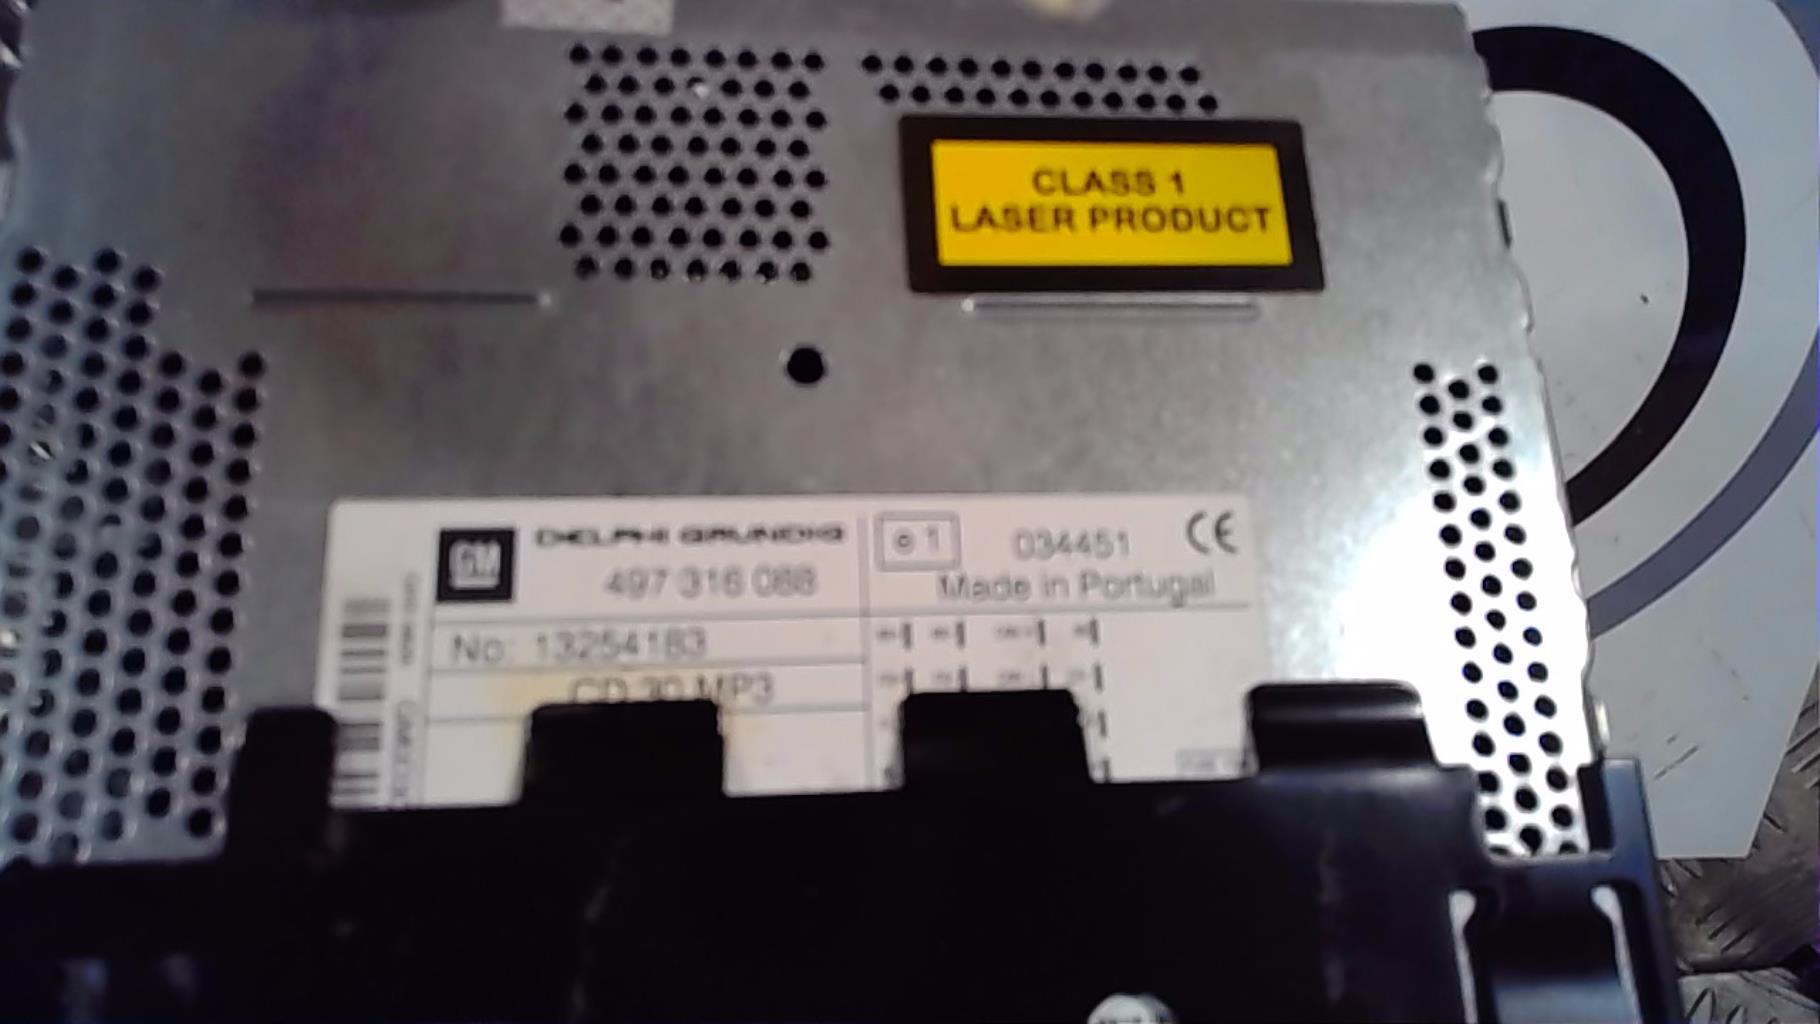 CLASS 1
LASER PRODUCT
GM
DELPHI GRUNDIG
497 316 088
e 1
034451
CE
Made in Portugal
No: 13254183
CD 30 MP3